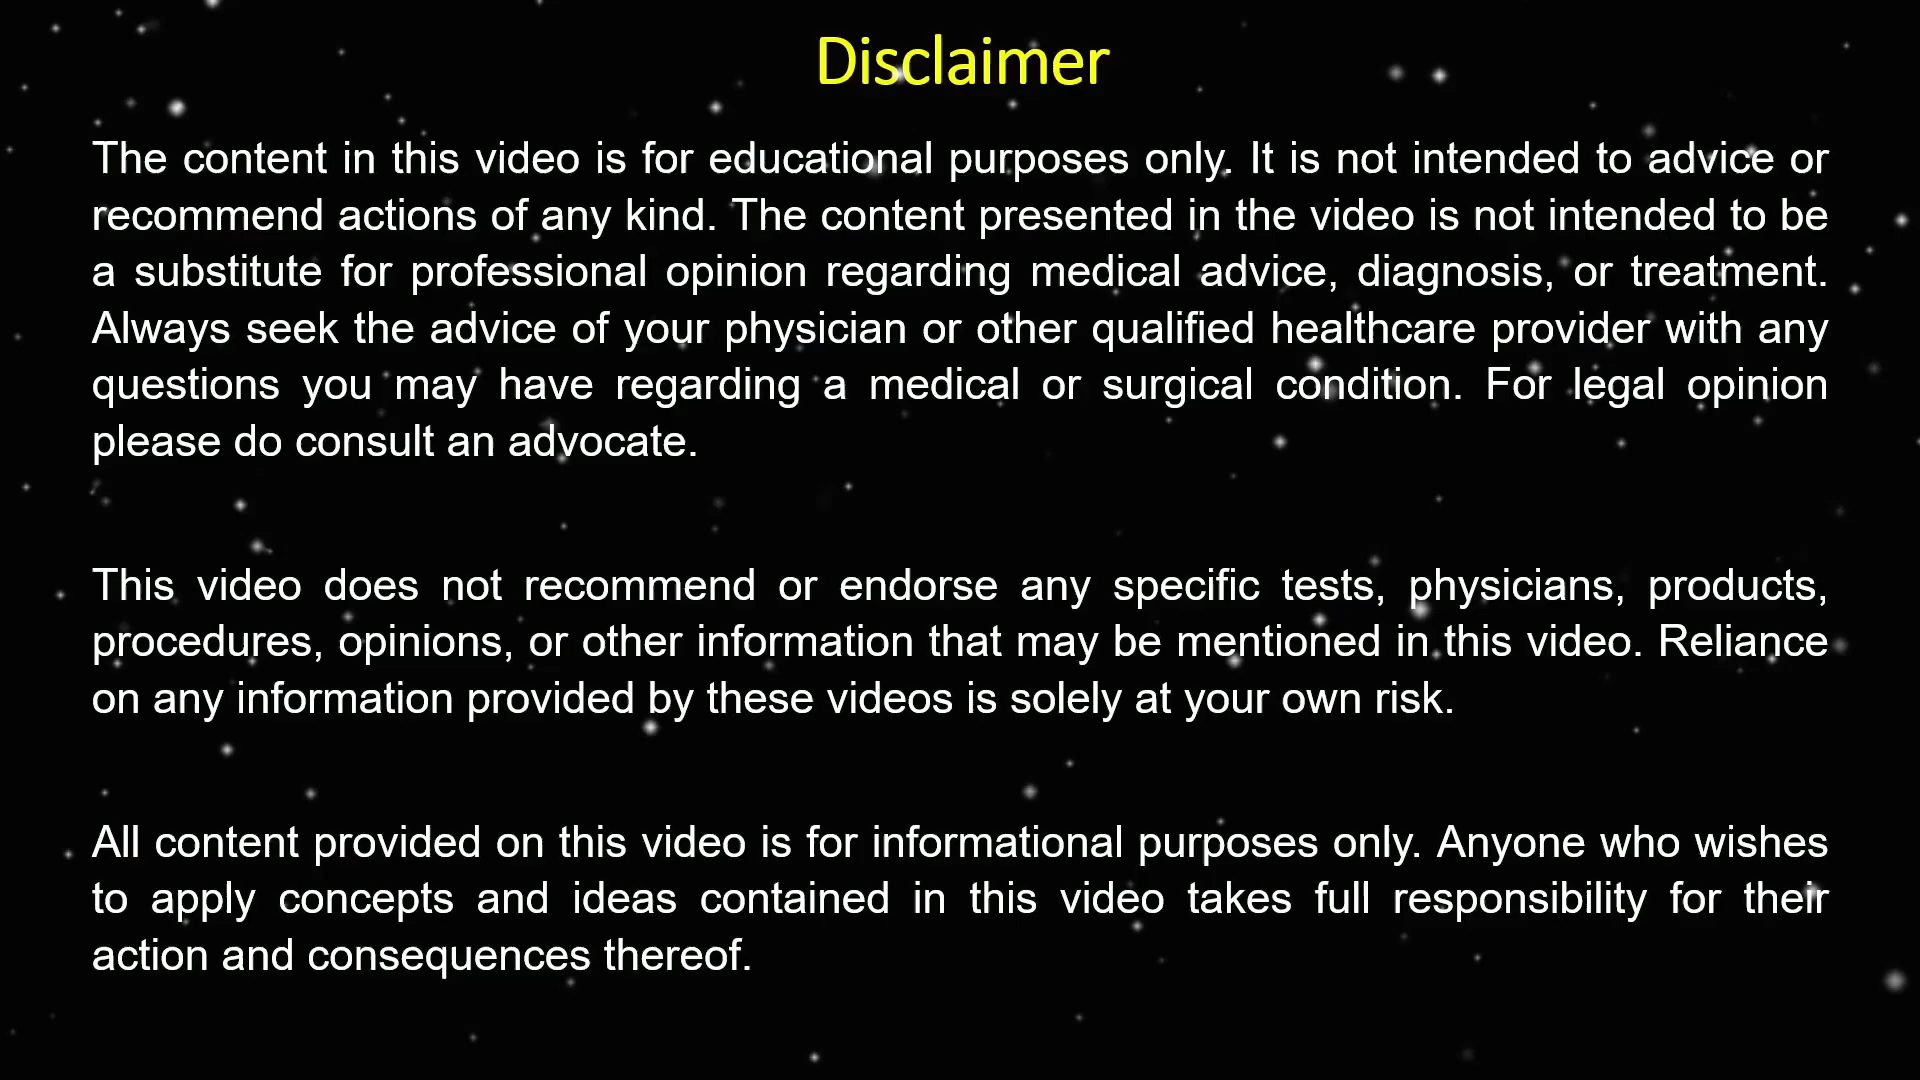 Disclaimer
The content in this video is for educational purposes only. It is not intended to advice or
recommend actions of any kind. The content presented in the video is not intended to be
a substitute for professional opinion regarding medical advice, diagnosis, or treatment.
Always seek the advice of your physician or other qualified healthcare provider with any
questions you may have regarding a medical or surgical condition. For legal opinion
please do consult an advocate.
This video does not recommend or endorse any specific tests, physicians, products,
procedures, opinions, or other information that may be mentioned in this video. Reliance
on any information provided by these videos is solely at your own risk.
All content provided on this video is for informational purposes only. Anyone who wishes
to apply concepts and ideas contained in this video takes full responsibility for their
action and consequences thereof.